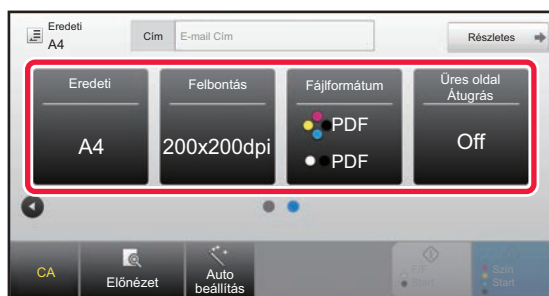 Eredeti
A4
Cím
E-mail Cím
Részletes
Eredeti
A4
Felbontás
200x200dpi
Fájlformátum
PDF
PDF
Üres oldal
Átugrás
Off
CA
Előnézet
Auto
beállítás
F/F
Start
Szín
Start